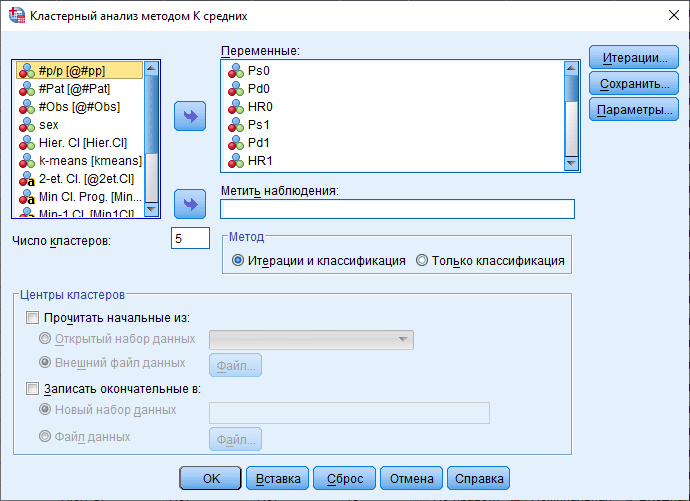 Кластерный анализ методом К средних
Переменные:
#p/p [@#pp]
#Pat [@#Pat]
#Obs [@#Obs]
sex
Hier. Cl [Hier.Cl]
k-means [kmeans]
2-et. Cl. [@2et.Cl]
Min Cl. Prog. [Min...
Min-1 Cl. [Min1Cl]
Ps0
Pd0
HR0
Ps1
Pd1
HR1
Итерации...
Сохранить...
Параметры...
Метить наблюдения:
Число кластеров:
5
Метод
Итерации и классификация
Только классификация
Центры кластеров
Прочитать начальные из:
Открытый набор данных
Внешний файл данных
Файл...
Записать окончательные в:
Новый набор данных
Файл данных
Файл...
OK
Вставка
Сброс
Отмена
Справка